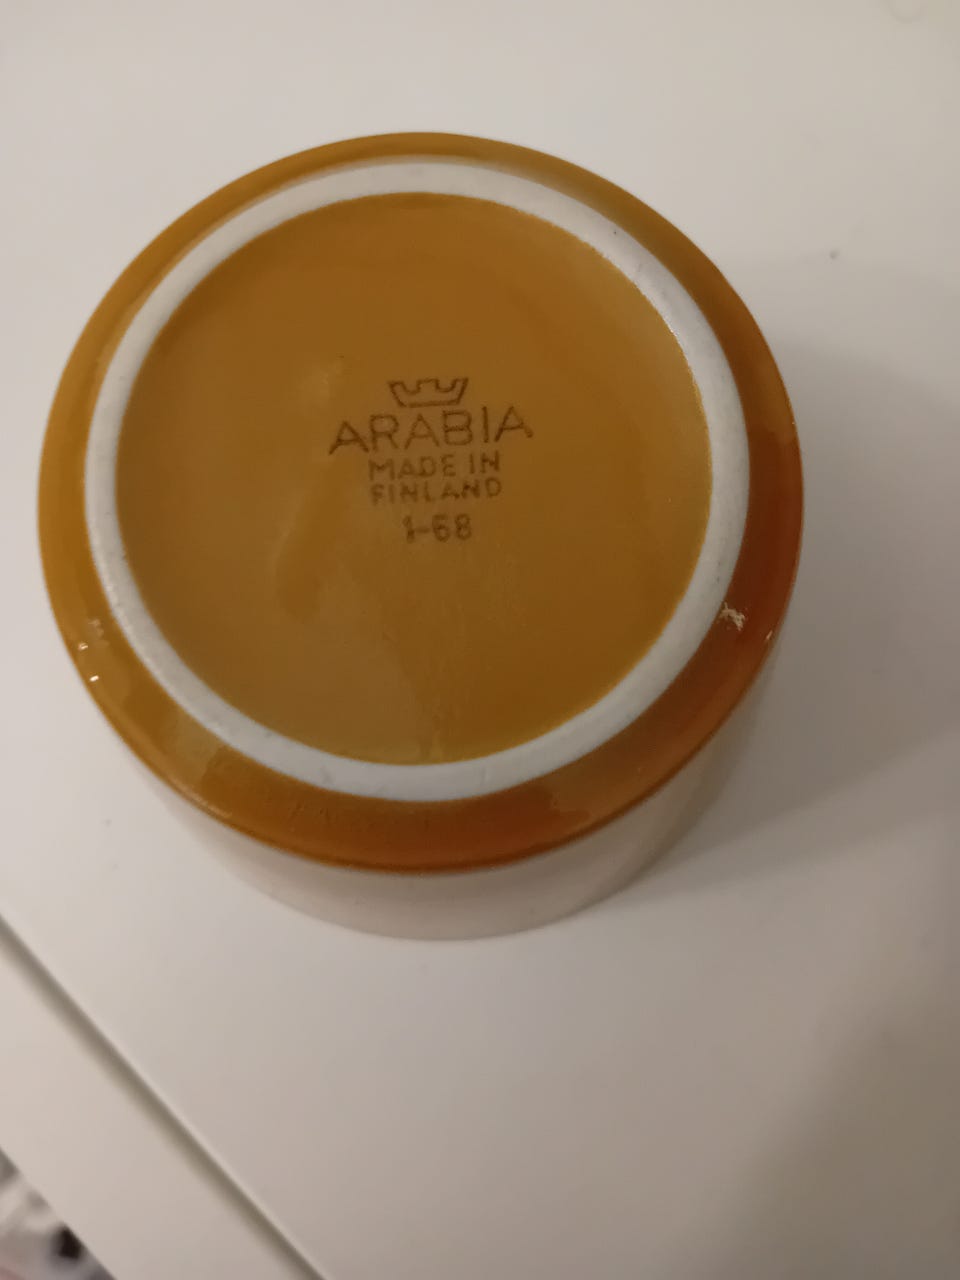 ARABIA
MADE IN
FINLAND
1-68